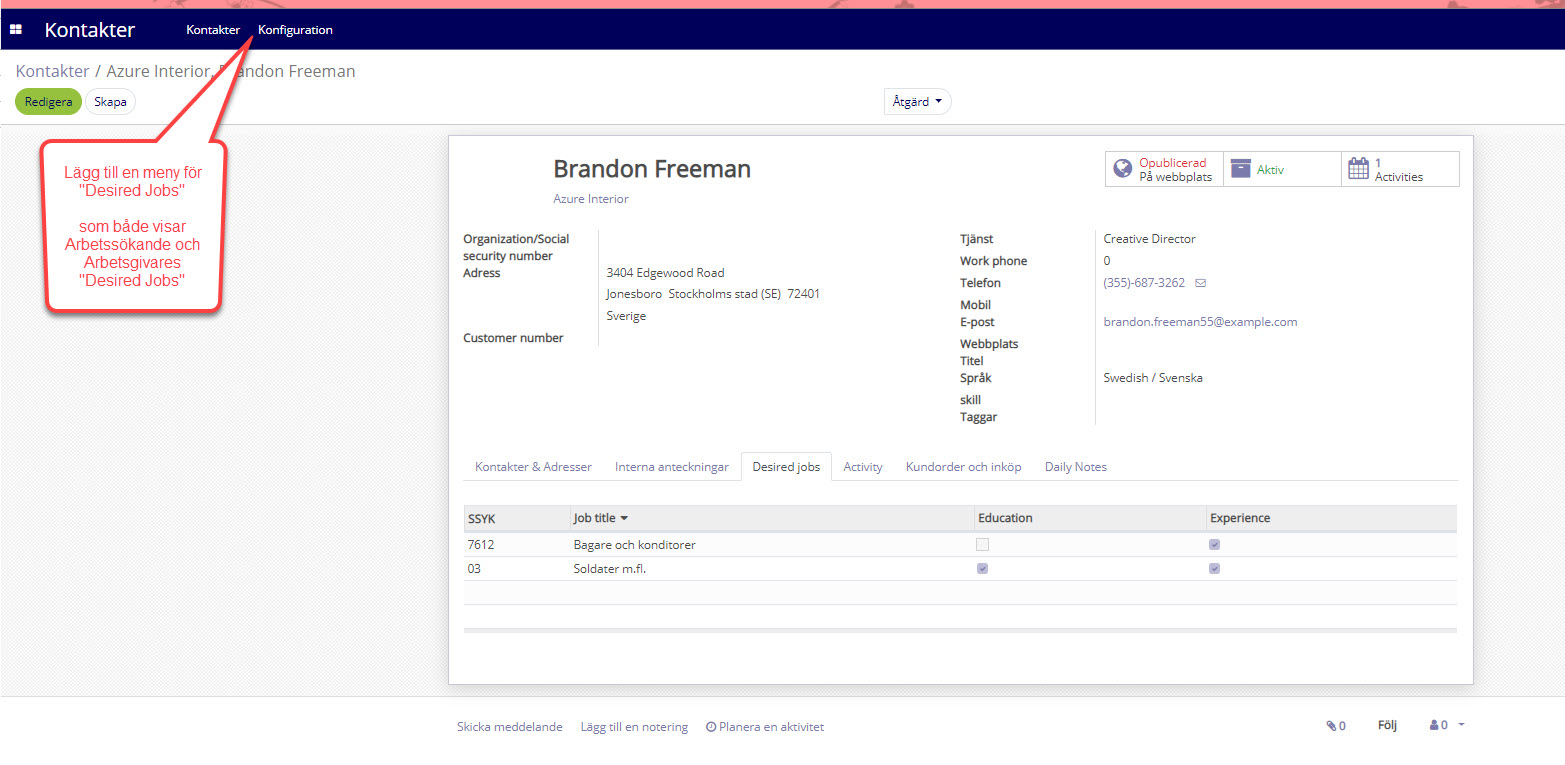 Kontakter Kontakter Konfiguration
Kontakter / Azure Interior, Brandon Freeman
Redigera Skapa Åtgärd
Lägg till en meny för
"Desired Jobs"
som både visar
Arbetssökande och
Arbetsgivares
"Desired Jobs"
Brandon Freeman
Azure Interior
Opublicerad
På webbplats
Aktiv
1
Activities
Organization/Social
security number
Adress
3404 Edgewood Road
Jonesboro Stockholms stad (SE) 72401
Sverige
Customer number
Tjänst Creative Director
Work phone 0
Telefon (355)-687-3262
Mobil
E-post brandon.freeman55@example.com
Webbplats
Titel
Språk Swedish / Svenska
skill
Taggar
Kontakter & Adresser Interna anteckningar Desired jobs Activity Kundorder och inköp Daily Notes
SSYK Job title Education Experience
7612 Bagare och konditorer
03 Soldater m.fl.
Skicka meddelande Lägg till en notering Planera en aktivitet 0 Följ 0